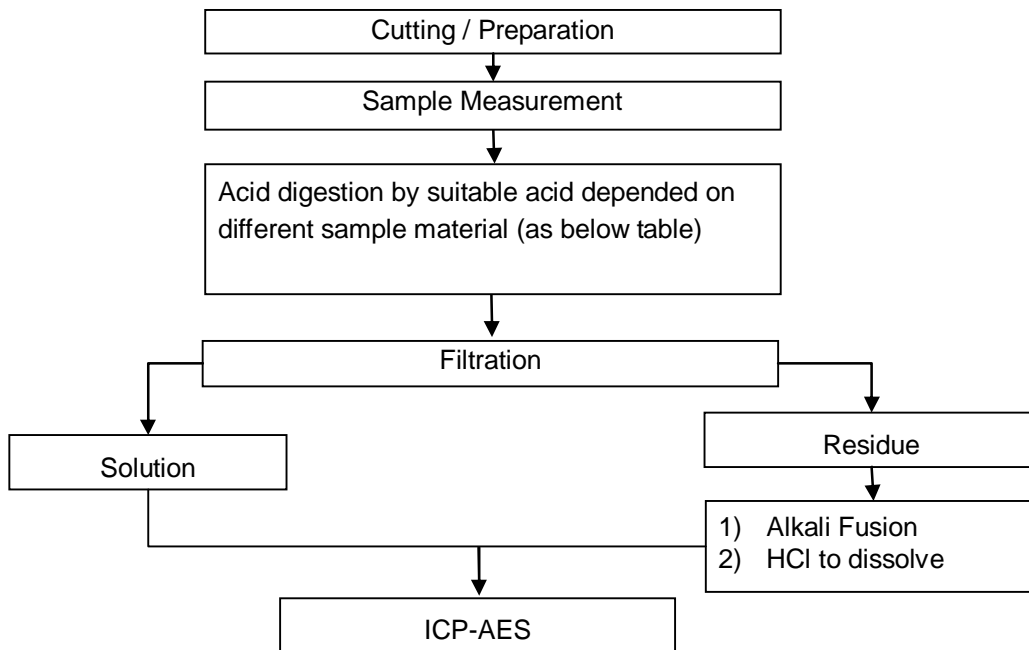 Cutting / Preparation
Sample Measurement
Acid digestion by suitable acid depended on
different sample material (as below table)
Filtration
Solution
Residue
1) Alkali Fusion
2) HCl to dissolve
ICP-AES